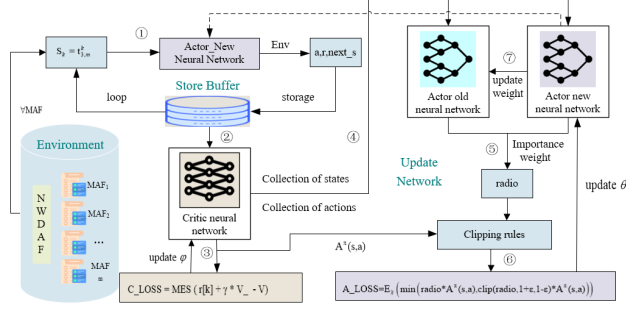 ①
S_k = t^k_{s,m}
Actor_New
Neural Network
Env
a,r,next_s
Store Buffer
loop
storage
∀MAF
②
④
Environment
NWDAF
MAF₁
MAF₂
...
MAF
Critic neural
network
Collection of states
Collection of actions
③
update φ
C_LOSS = MES ( r[k] + γ * V_ - V)
Actor old
neural network
⑦
update
weight
Actor new
neural network
⑤
Importance
weight
Update
Network
radio
update θ
Clipping rules
A^π(s,a)
⑥
A_LOSS=E_π(min(radio*A^π(s,a),clip(radio,1+ε,1-ε)*A^π(s,a)))